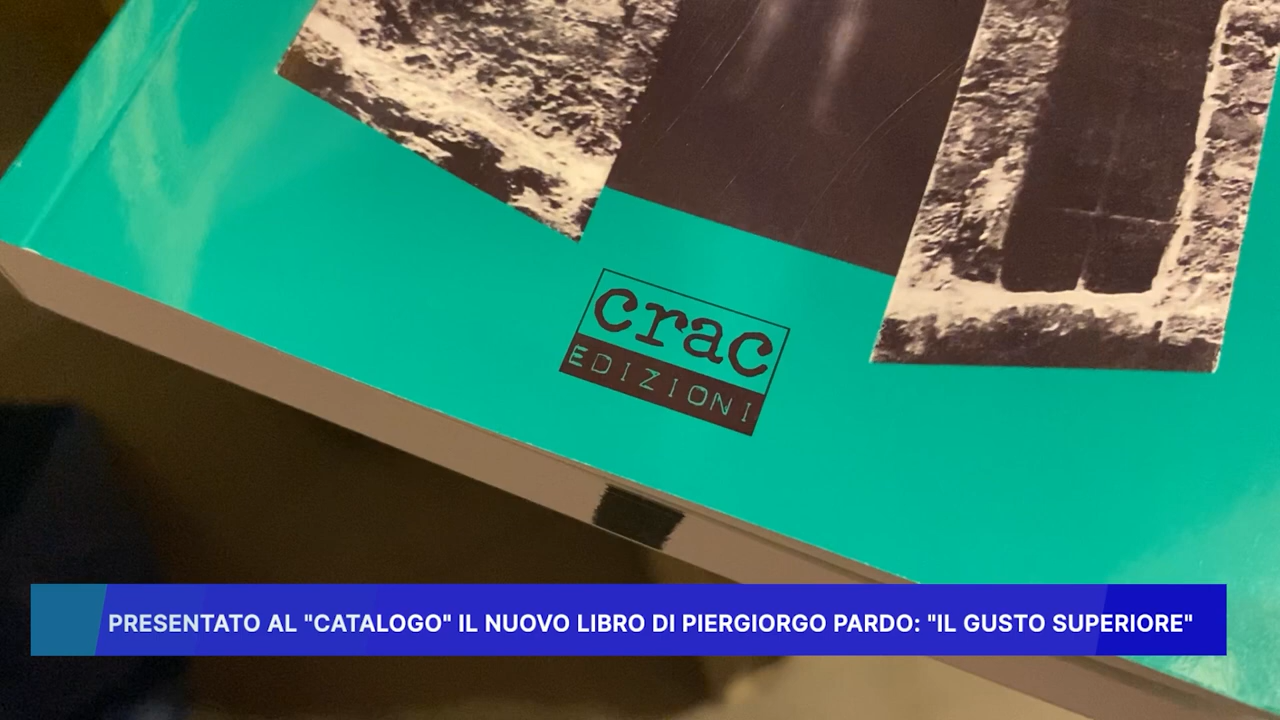 crac
EDIZIONI
PRESENTATO AL "CATALOGO" IL NUOVO LIBRO DI PIERGIORGO PARDO: "IL GUSTO SUPERIORE"